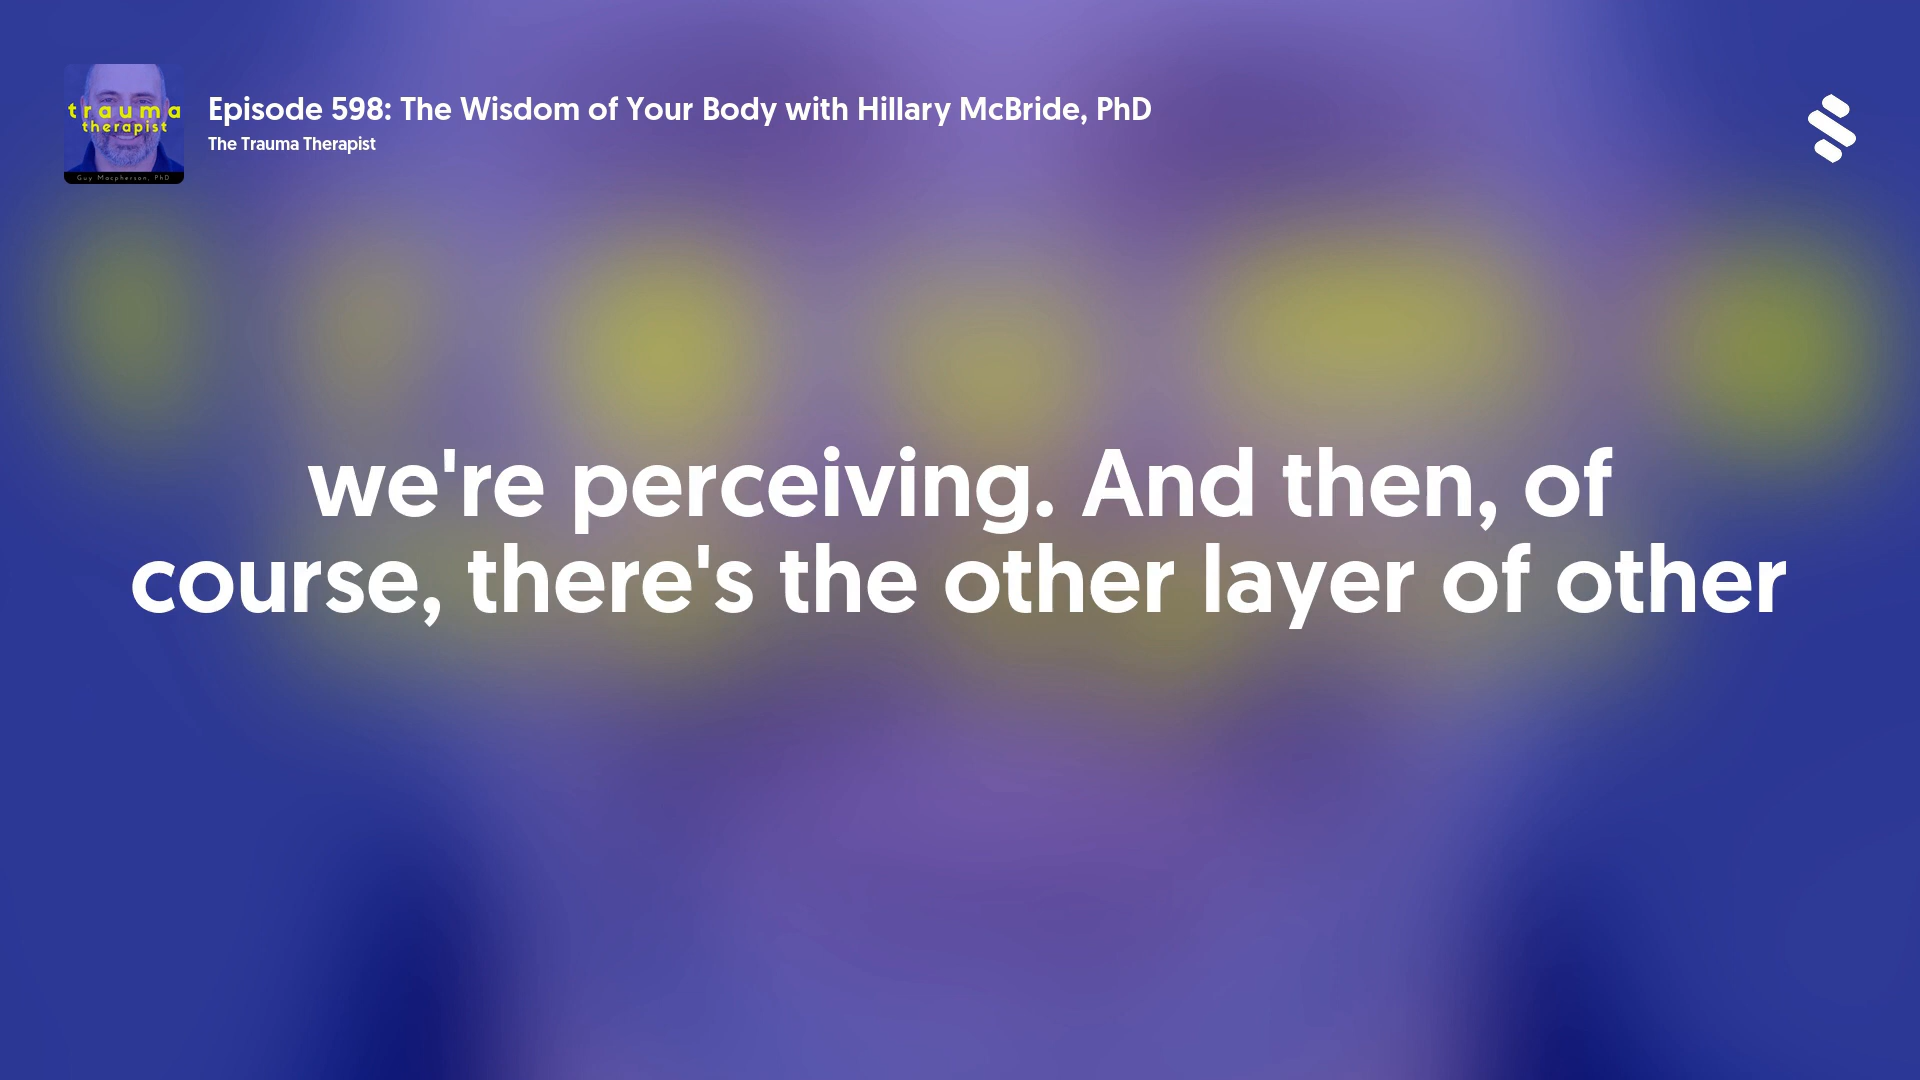 trauma
therapist
Guy Macpherson, PhD
Episode 598: The Wisdom of Your Body with Hillary McBride, PhD
The Trauma Therapist
we're perceiving. And then, of
course, there's the other layer of other